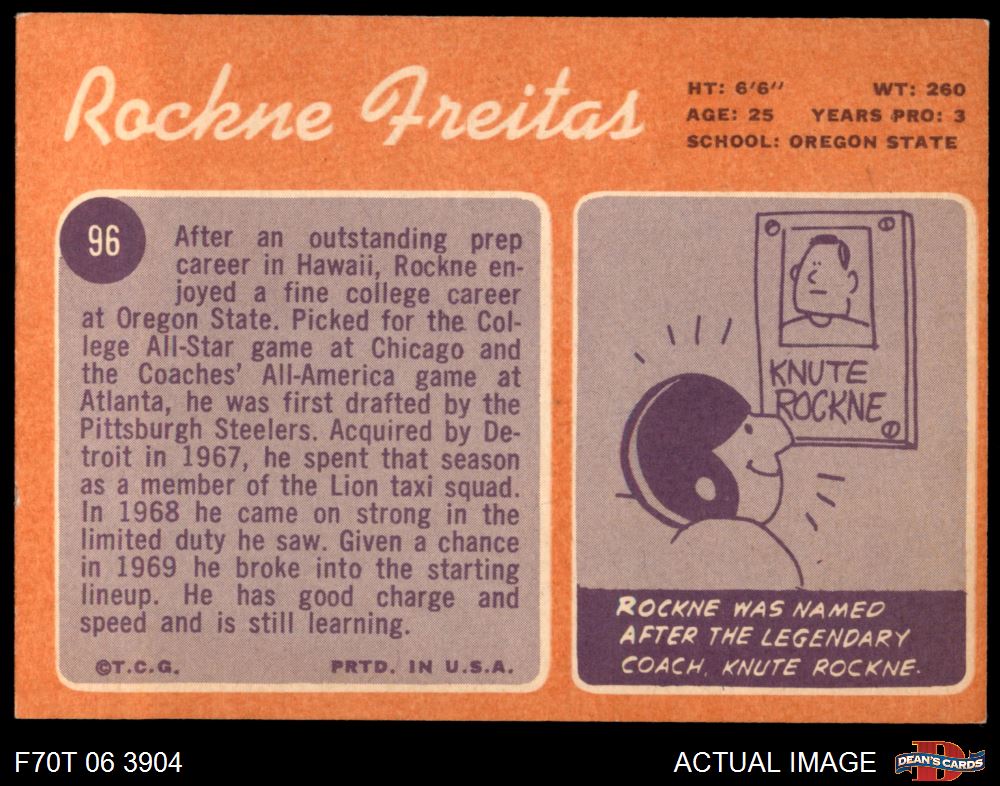 Rockne Freitas
HT: 6'6" WT: 260
AGE: 25 YEARS PRO: 3
SCHOOL: OREGON STATE
96
After an outstanding prep
career in Hawaii, Rockne en-
joyed a fine college career
at Oregon State. Picked for the Col-
lege All-Star game at Chicago and
the Coaches' All-America game at
Atlanta, he was first drafted by the
Pittsburgh Steelers. Acquired by De-
troit in 1967, he spent that season
as a member of the Lion taxi squad.
In 1968 he came on strong in the
limited duty he saw. Given a chance
in 1969 he broke into the starting
lineup. He has good charge and
speed and is still learning.
©T.C.G. PRTD. IN U.S.A.
KNUTE
ROCKNE
ROCKNE WAS NAMED
AFTER THE LEGENDARY
COACH, KNUTE ROCKNE.
F70T 06 3904
ACTUAL IMAGE
D
DEAN'S CARDS